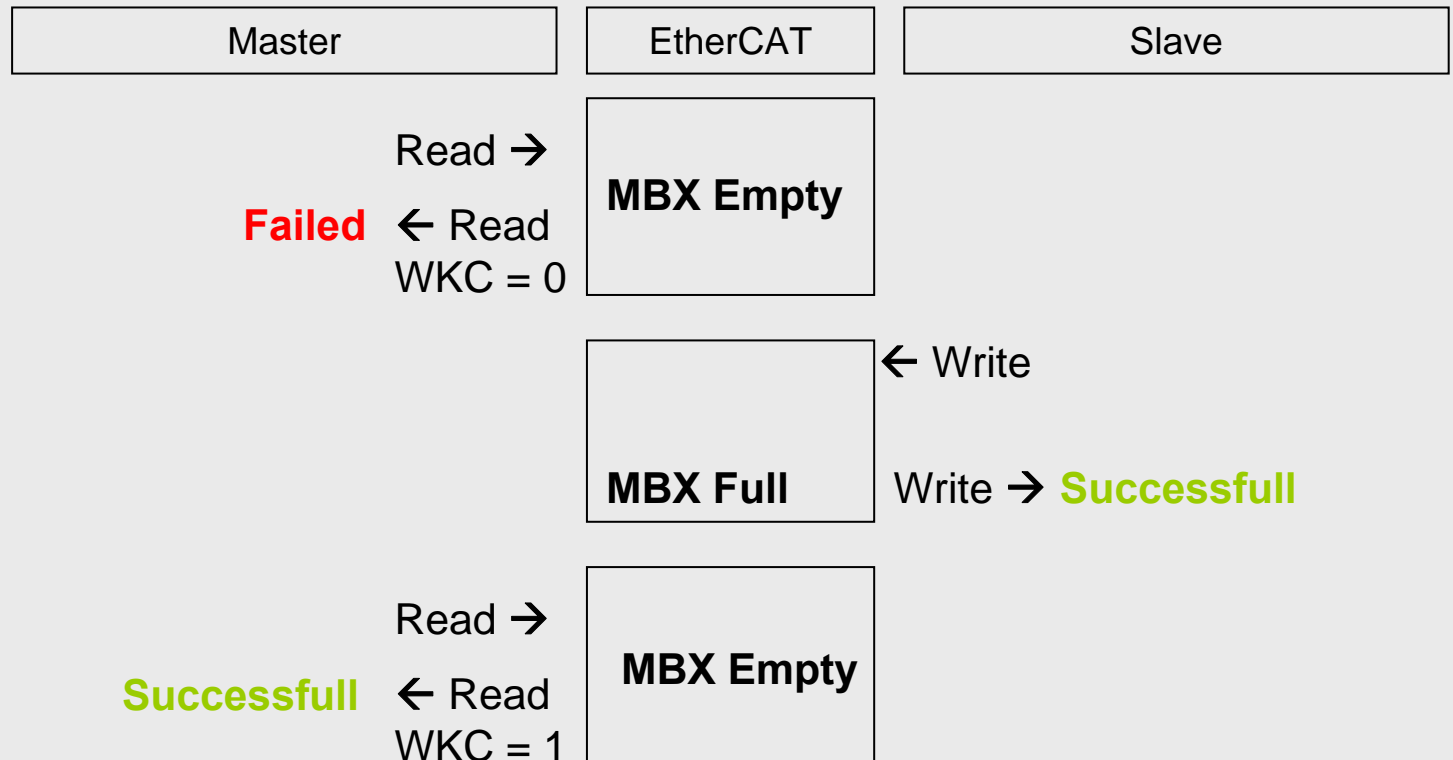 Master EtherCAT Slave
Read →
MBX Empty
Failed ← Read
WKC = 0
← Write
MBX Full Write → Successfull
Read →
MBX Empty
Successfull ← Read
WKC = 1